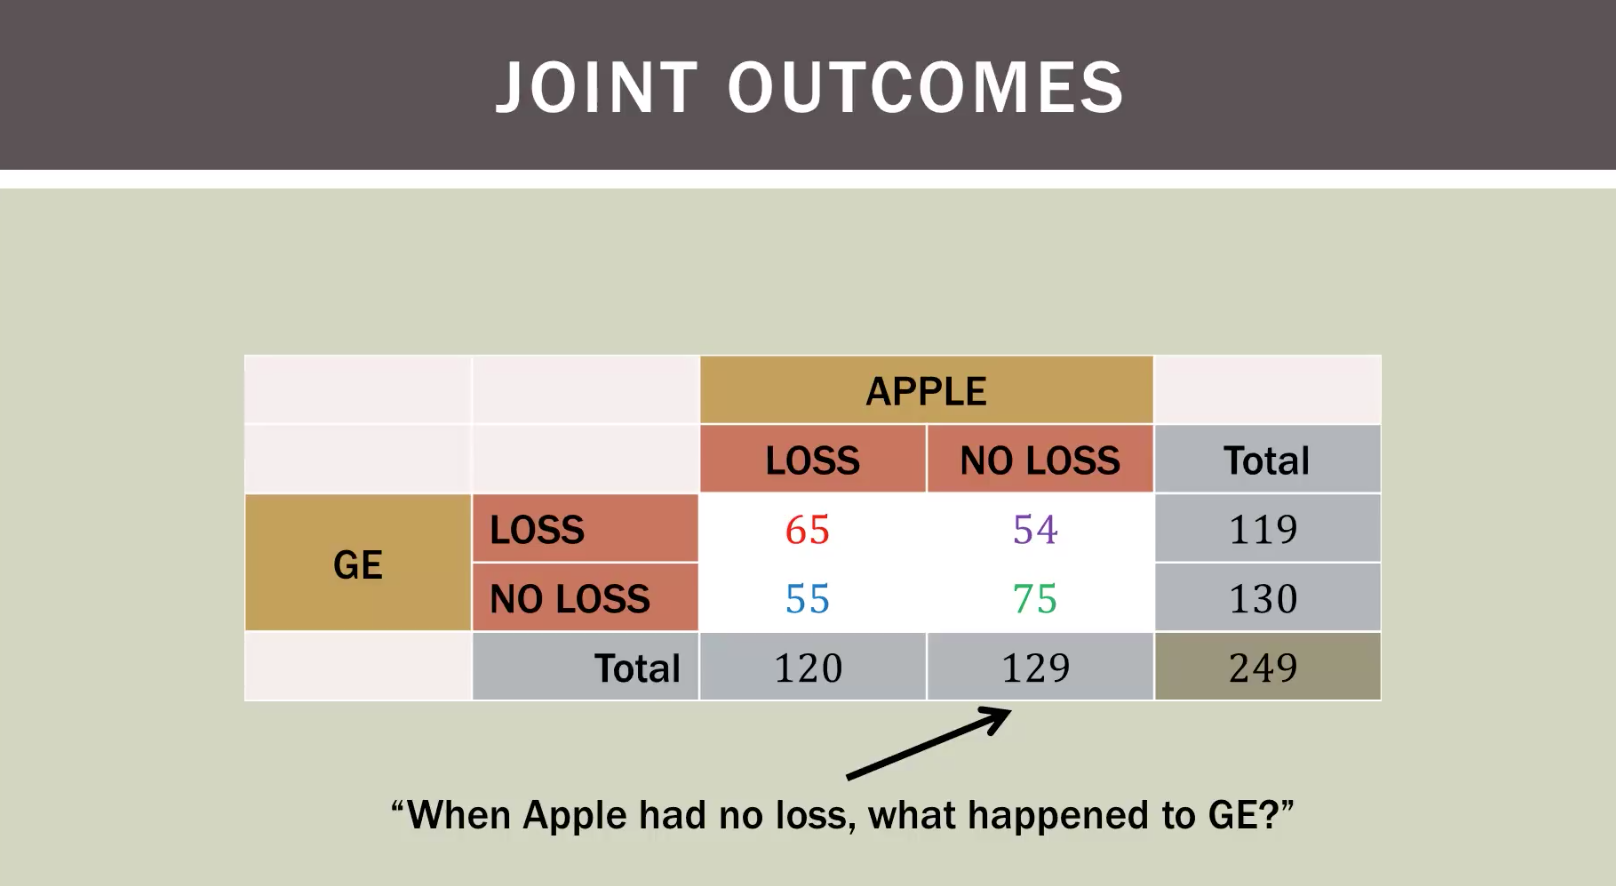 JOINT OUTCOMES
APPLE
LOSS NO LOSS Total
GE
LOSS 65 54 119
NO LOSS 55 75 130
Total 120 129 249
“When Apple had no loss, what happened to GE?”